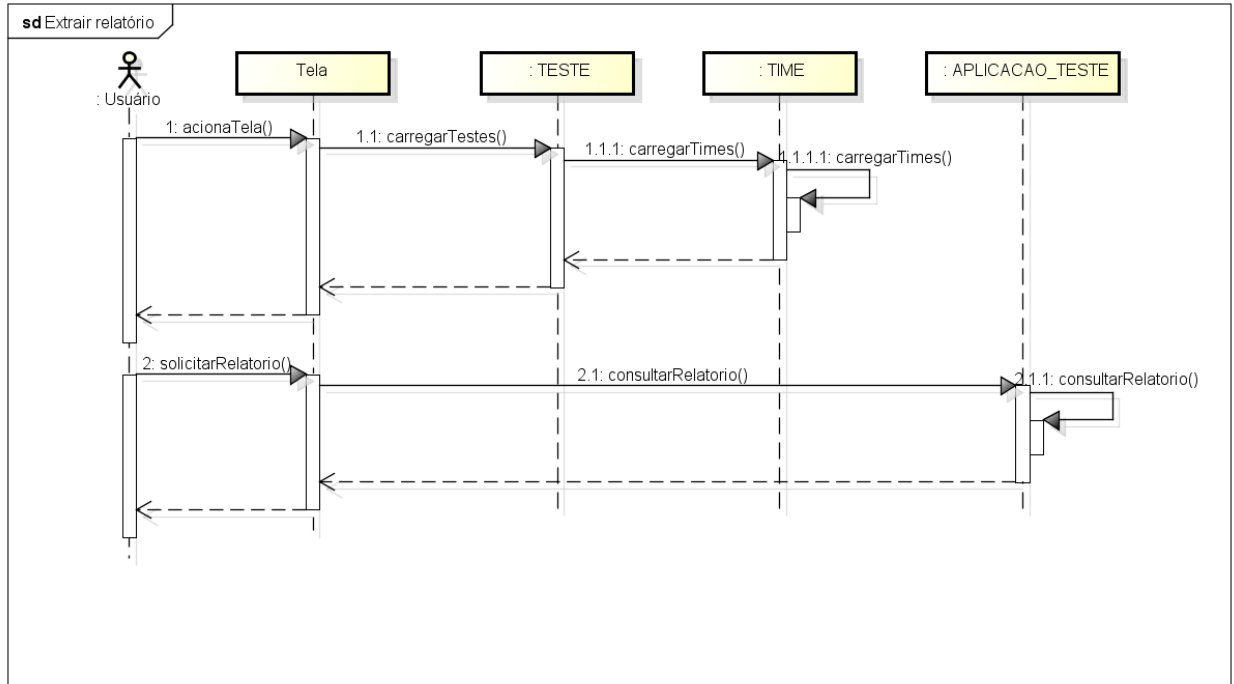 sd Extrair relatório
: Usuário
Tela
: TESTE
: TIME
: APLICACAO_TESTE
1: acionaTela()
1.1: carregarTestes()
1.1.1: carregarTimes()
1.1.1.1: carregarTimes()
2: solicitarRelatorio()
2.1: consultarRelatorio()
2.1.1: consultarRelatorio()